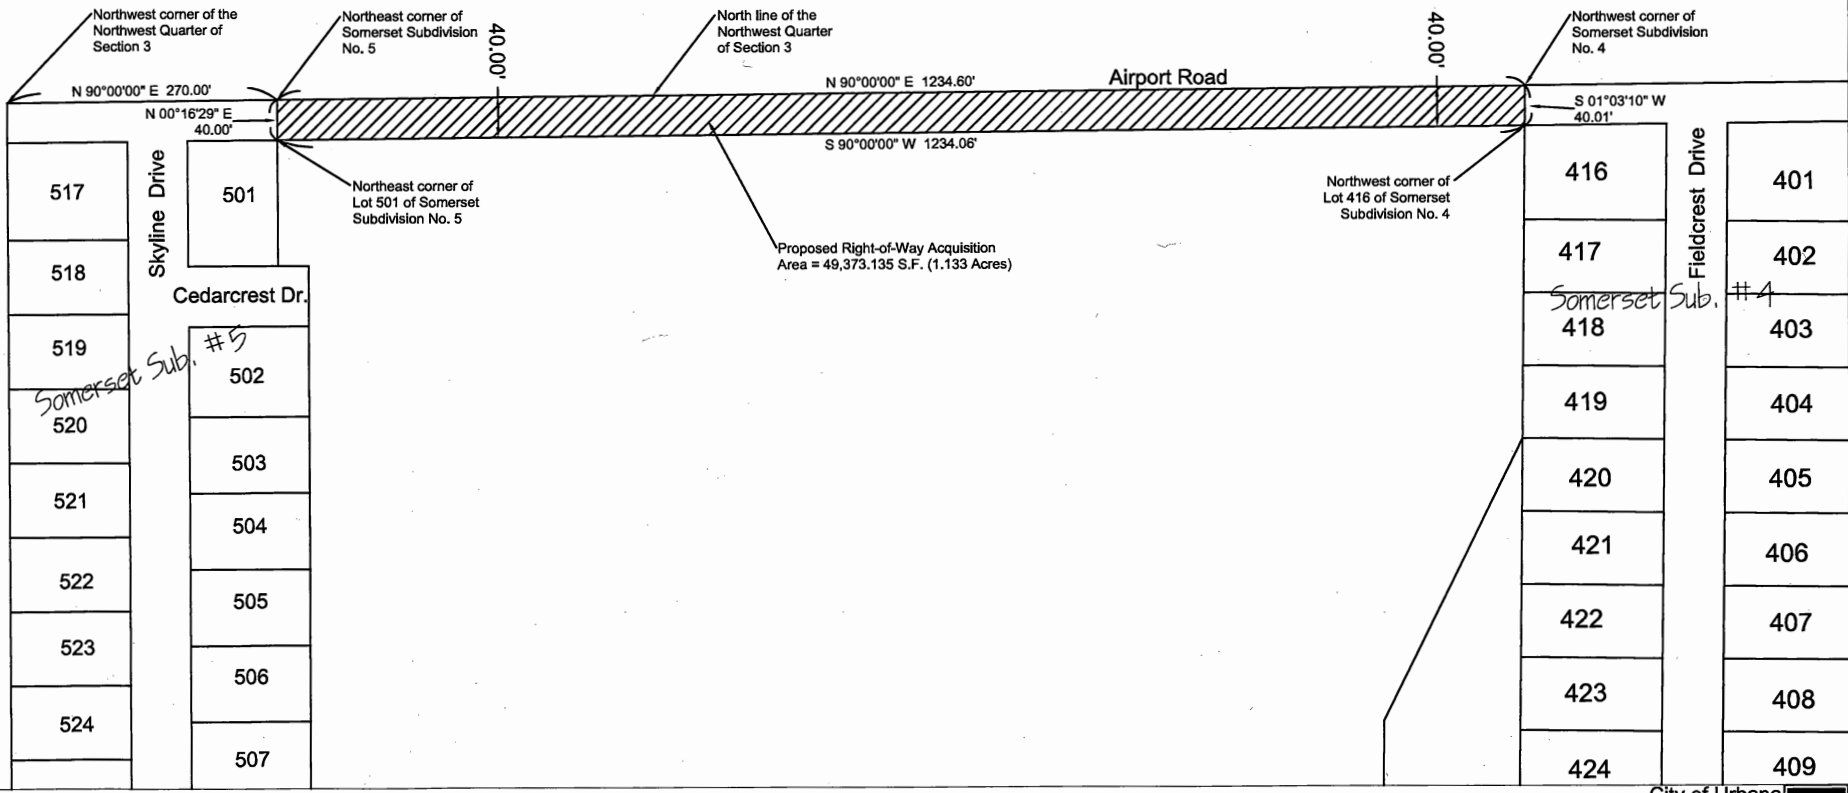 Northwest corner of the
Northwest Quarter of
Section 3
Northeast corner of
Somerset Subdivision
No. 5
40.00'
North line of the
Northwest Quarter
of Section 3
40.00'
Northwest corner of
Somerset Subdivision
No. 4
N 90°00'00" E 270.00'
N 90°00'00" E 1234.60'
Airport Road
N 00°16'29" E
40.00'
S 01°03'10" W
40.01'
S 90°00'00" W 1234.06'
Northeast corner of
Lot 501 of Somerset
Subdivision No. 5
Northwest corner of
Lot 416 of Somerset
Subdivision No. 4
Proposed Right-of-Way Acquisition
Area = 49,373.135 S.F. (1.133 Acres)
517
518
519
520
521
522
523
524
Skyline Drive
501
Cedarcrest Dr.
Somerset Sub. #5
502
503
504
505
506
507
416
417
Somerset Sub. #4
418
419
420
421
422
423
424
Fieldcrest Drive
401
402
403
404
405
406
407
408
409
City of Urbana